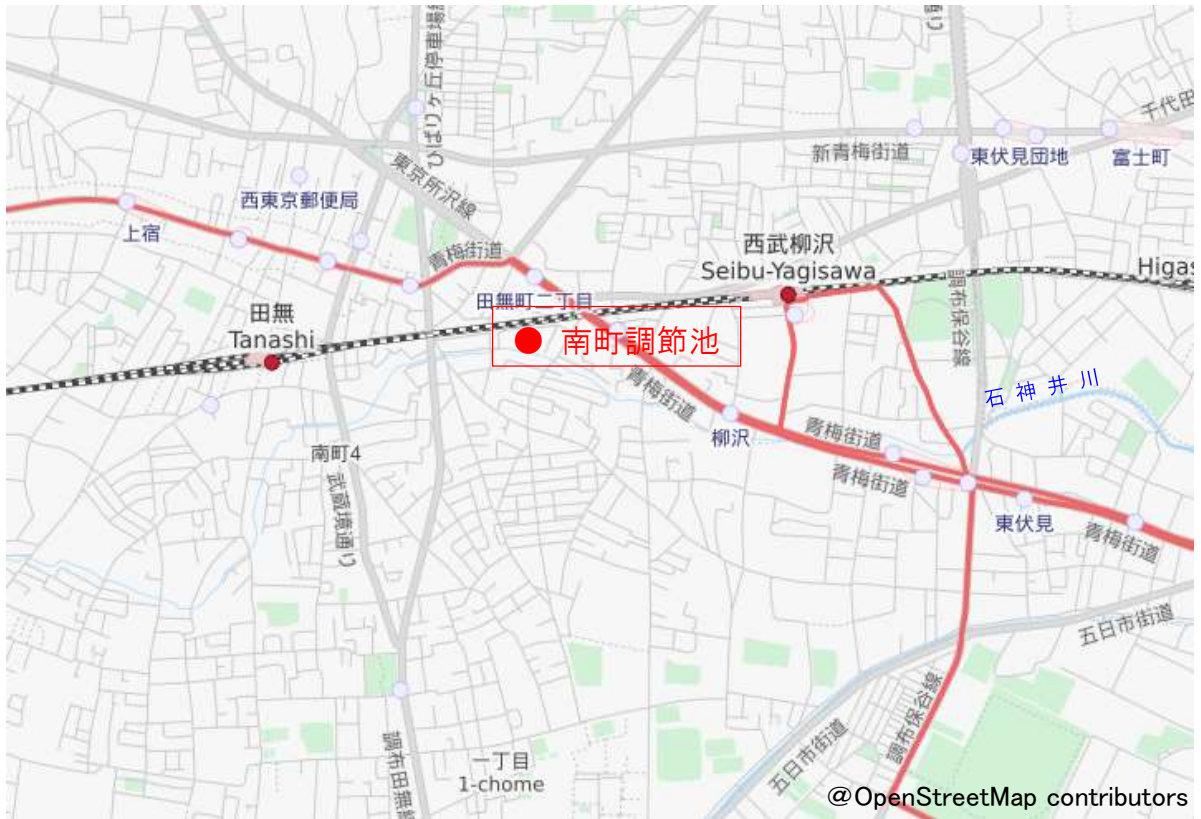 ひばりヶ丘停車場線
千代田
新青梅街道
東伏見団地
富士町
東京所沢線
西東京郵便局
上宿
青梅街道
西武柳沢
Seibu-Yagisawa
Higas
調布保谷線
田無町二丁目
田無
Tanashi
南町調節池
青梅街道
石神井川
柳沢
青梅街道
南町4
武蔵境通り
青梅街道
東伏見
青梅街道
五日市街道
調布保谷線
五日市街道
調布田無線
一丁目
1-chome
@OpenStreetMap contributors